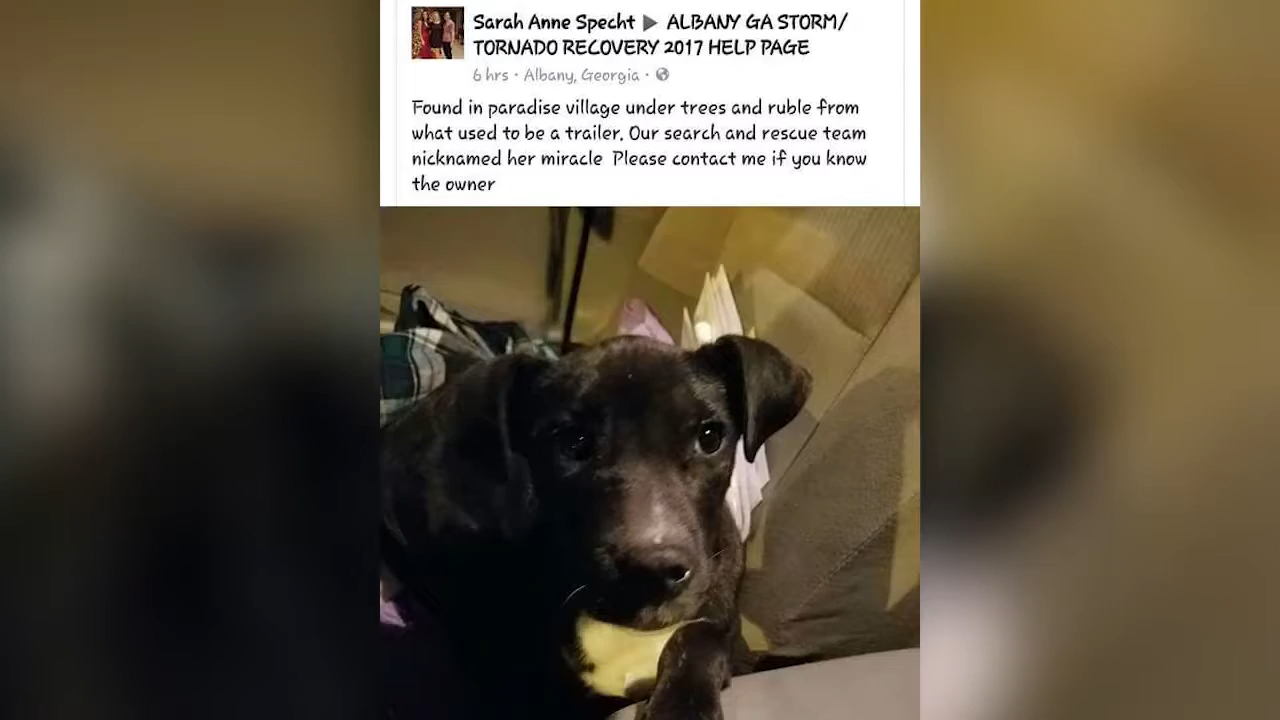 Sarah Anne Specht ▶ ALBANY GA STORM/
TORNADO RECOVERY 2017 HELP PAGE
6 hrs · Albany, Georgia ·
Found in paradise village under trees and ruble from
what used to be a trailer. Our search and rescue team
nicknamed her miracle Please contact me if you know
the owner